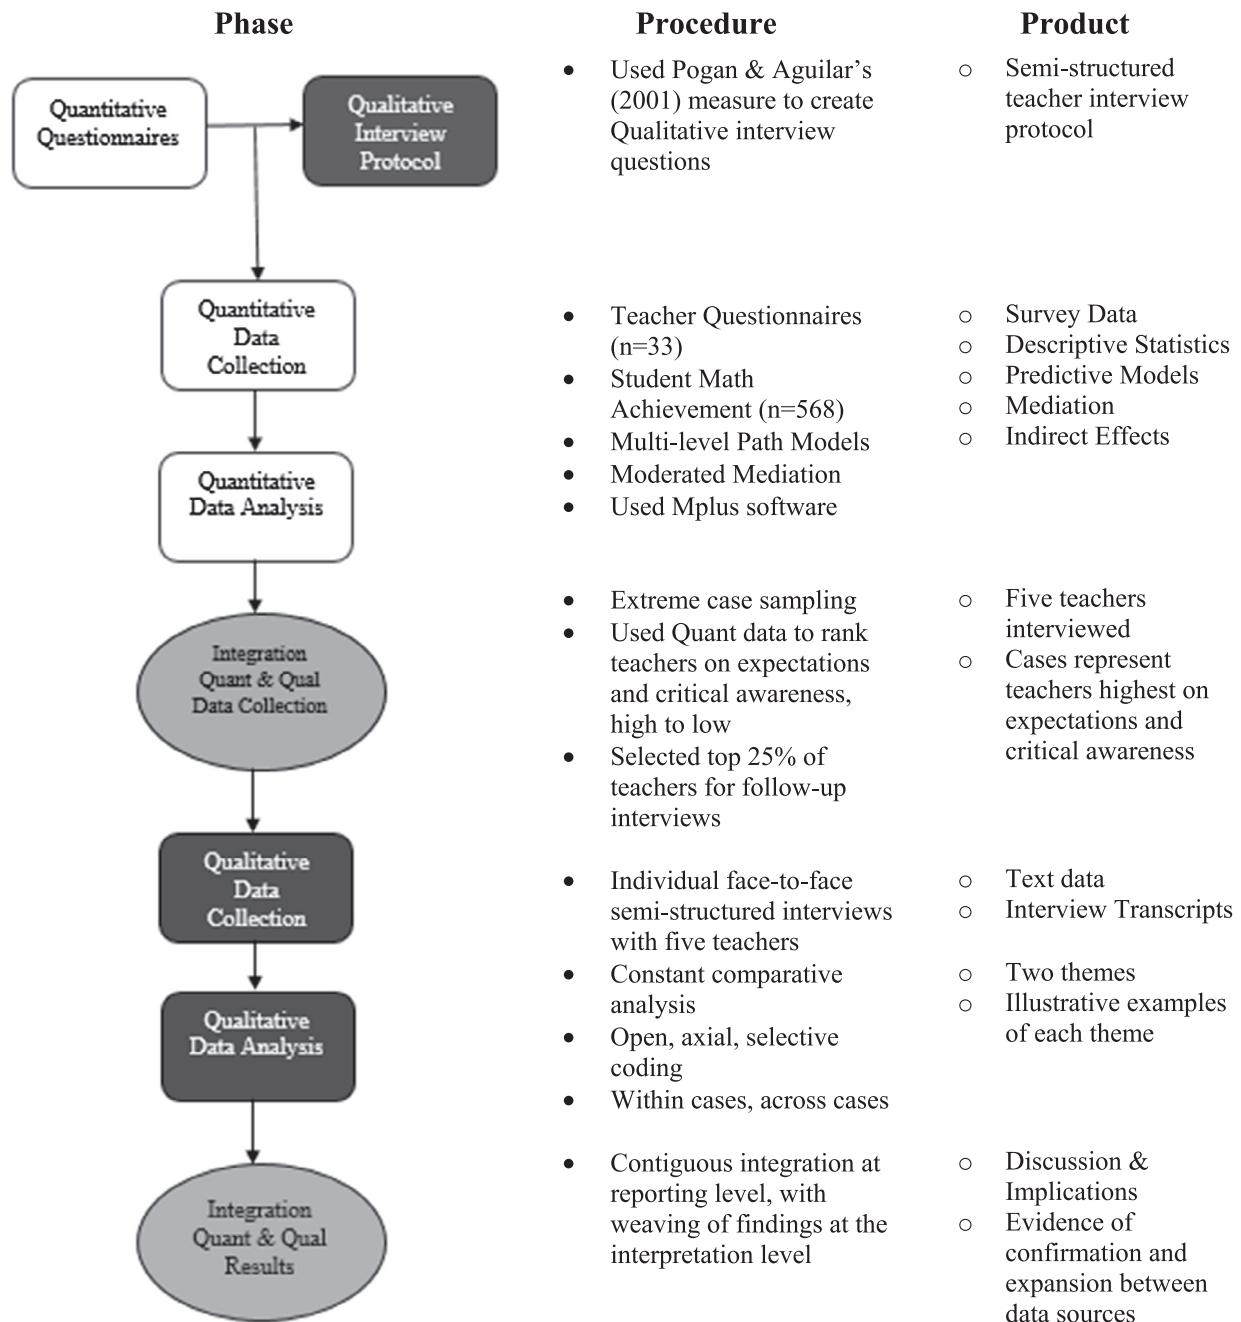 Phase
Procedure
Product
Quantitative
Questionnaires
Qualitative
Interview
Protocol
• Used Pogan & Aguilar’s
(2001) measure to create
Qualitative interview
questions
o Semi-structured
teacher interview
protocol
Quantitative
Data
Collection
Quantitative
Data Analysis
• Teacher Questionnaires
(n=33)
• Student Math
Achievement (n=568)
• Multi-level Path Models
• Moderated Mediation
• Used Mplus software
o Survey Data
o Descriptive Statistics
o Predictive Models
o Mediation
o Indirect Effects
Integration
Quant & Qual
Data Collection
• Extreme case sampling
• Used Quant data to rank
teachers on expectations
and critical awareness,
high to low
• Selected top 25% of
teachers for follow-up
interviews
o Five teachers
interviewed
o Cases represent
teachers highest on
expectations and
critical awareness
Qualitative
Data
Collection
Qualitative
Data Analysis
• Individual face-to-face
semi-structured interviews
with five teachers
• Constant comparative
analysis
• Open, axial, selective
coding
• Within cases, across cases
o Text data
o Interview Transcripts
o Two themes
o Illustrative examples
of each theme
Integration
Quant & Qual
Results
• Contiguous integration at
reporting level, with
weaving of findings at the
interpretation level
o Discussion &
Implications
o Evidence of
confirmation and
expansion between
data sources